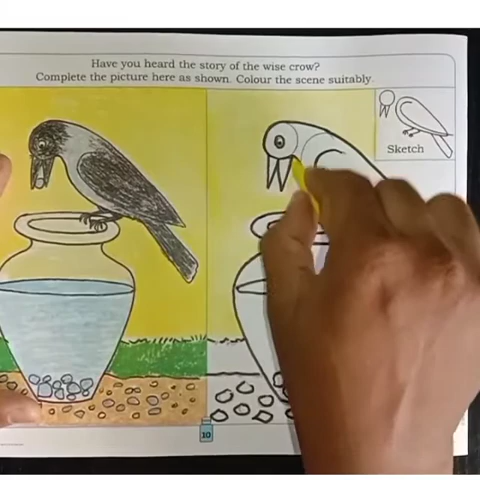 Have you heard the story of the wise crow?
Complete the picture here as shown. Colour the scene suitably.
Sketch
10